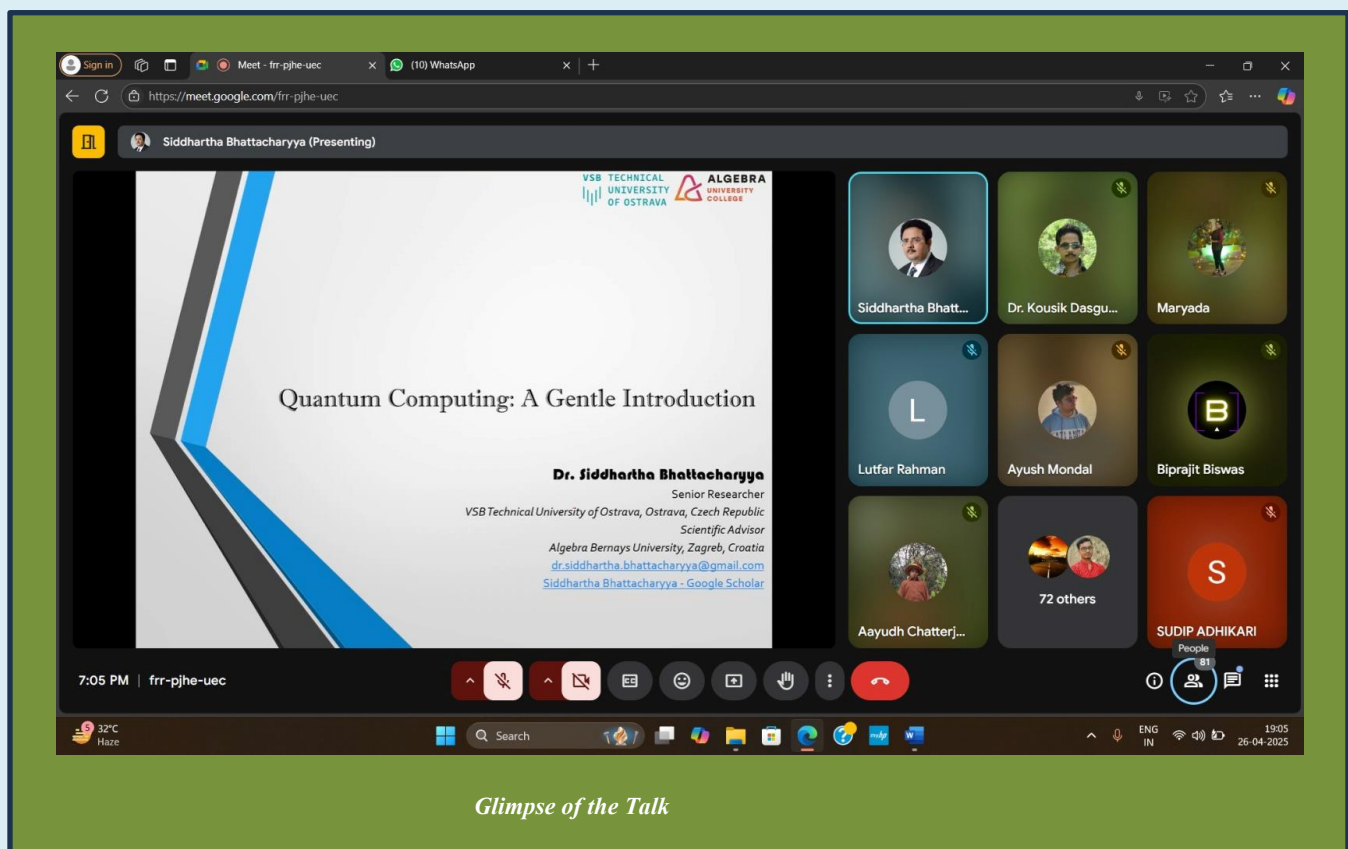 Sign in
Meet - frr-pjhe-uec
(10) WhatsApp
https://meet.google.com/frr-pjhe-uec
Siddhartha Bhattacharyya (Presenting)
VSB TECHNICAL
UNIVERSITY
OF OSTRAVA
ALGEBRA
UNIVERSITY
COLLEGE
Quantum Computing: A Gentle Introduction
Dr. Siddhartha Bhattacharyya
Senior Researcher
VSB Technical University of Ostrava, Ostrava, Czech Republic
Scientific Advisor
Algebra Bernays University, Zagreb, Croatia
dr.siddhartha.bhattacharyya@gmail.com
Siddhartha Bhattacharyya - Google Scholar
Siddhartha Bhatt...
Dr. Kousik Dasgu...
Maryada
L
B
Lutfar Rahman
Ayush Mondal
Biprajit Biswas
S
72 others
Aayudh Chatterj...
SUDIP ADHIKARI
People
81
7:05 PM | frr-pjhe-uec
CC
5
32°C
Haze
Search
W
ENG
IN
19:05
26-04-2025
Glimpse of the Talk